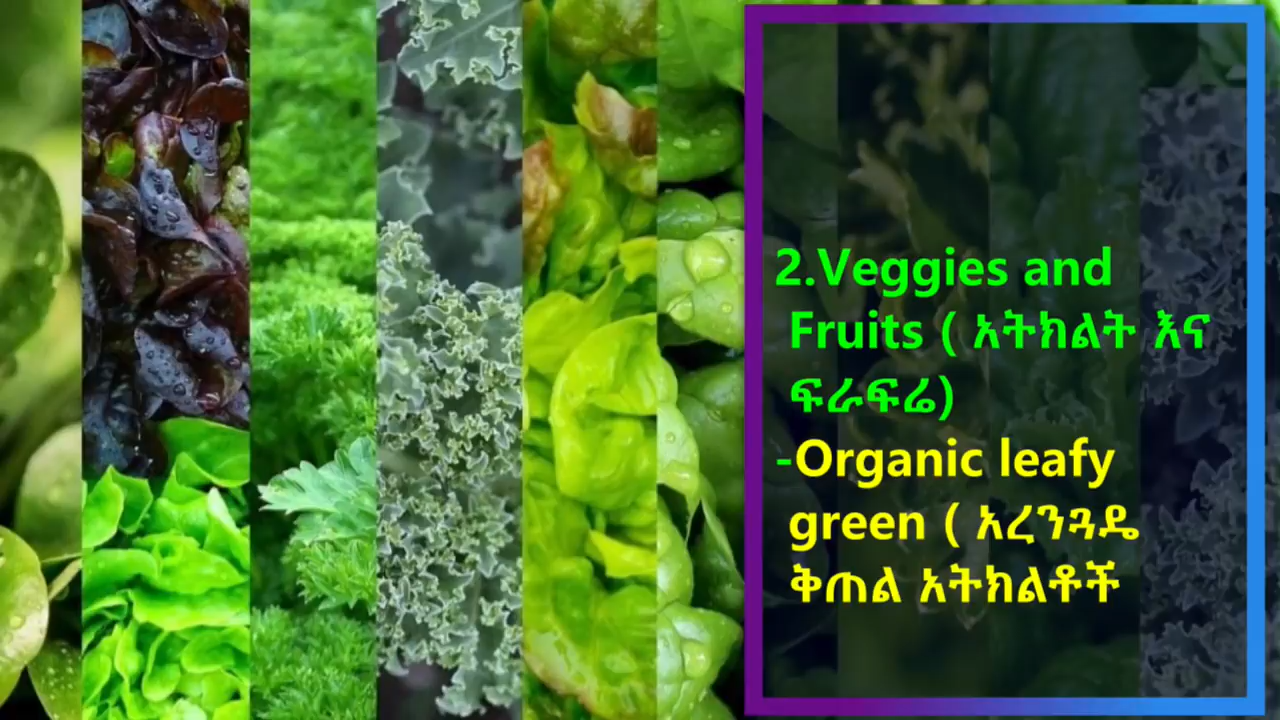 2.Veggies and
Fruits ( አትክልት እና
ፍራፍሬ)
-Organic leafy
green ( አረንጓዴ
ቅጠል አትክልቶች